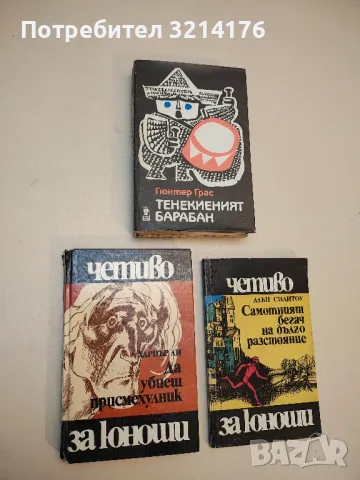 Потребител 3214176
Гюнтер Грас
ТЕНЕКИЕНИЯТ
БАРАБАН
четиво
ХАРПЪР ЛИ
Да
убиеш
присмехулник
за юноши
четиво
АЛЪН СИЛИТОУ
Самотният
бегач
на дълго
разстояние
за юноши
БАZАР